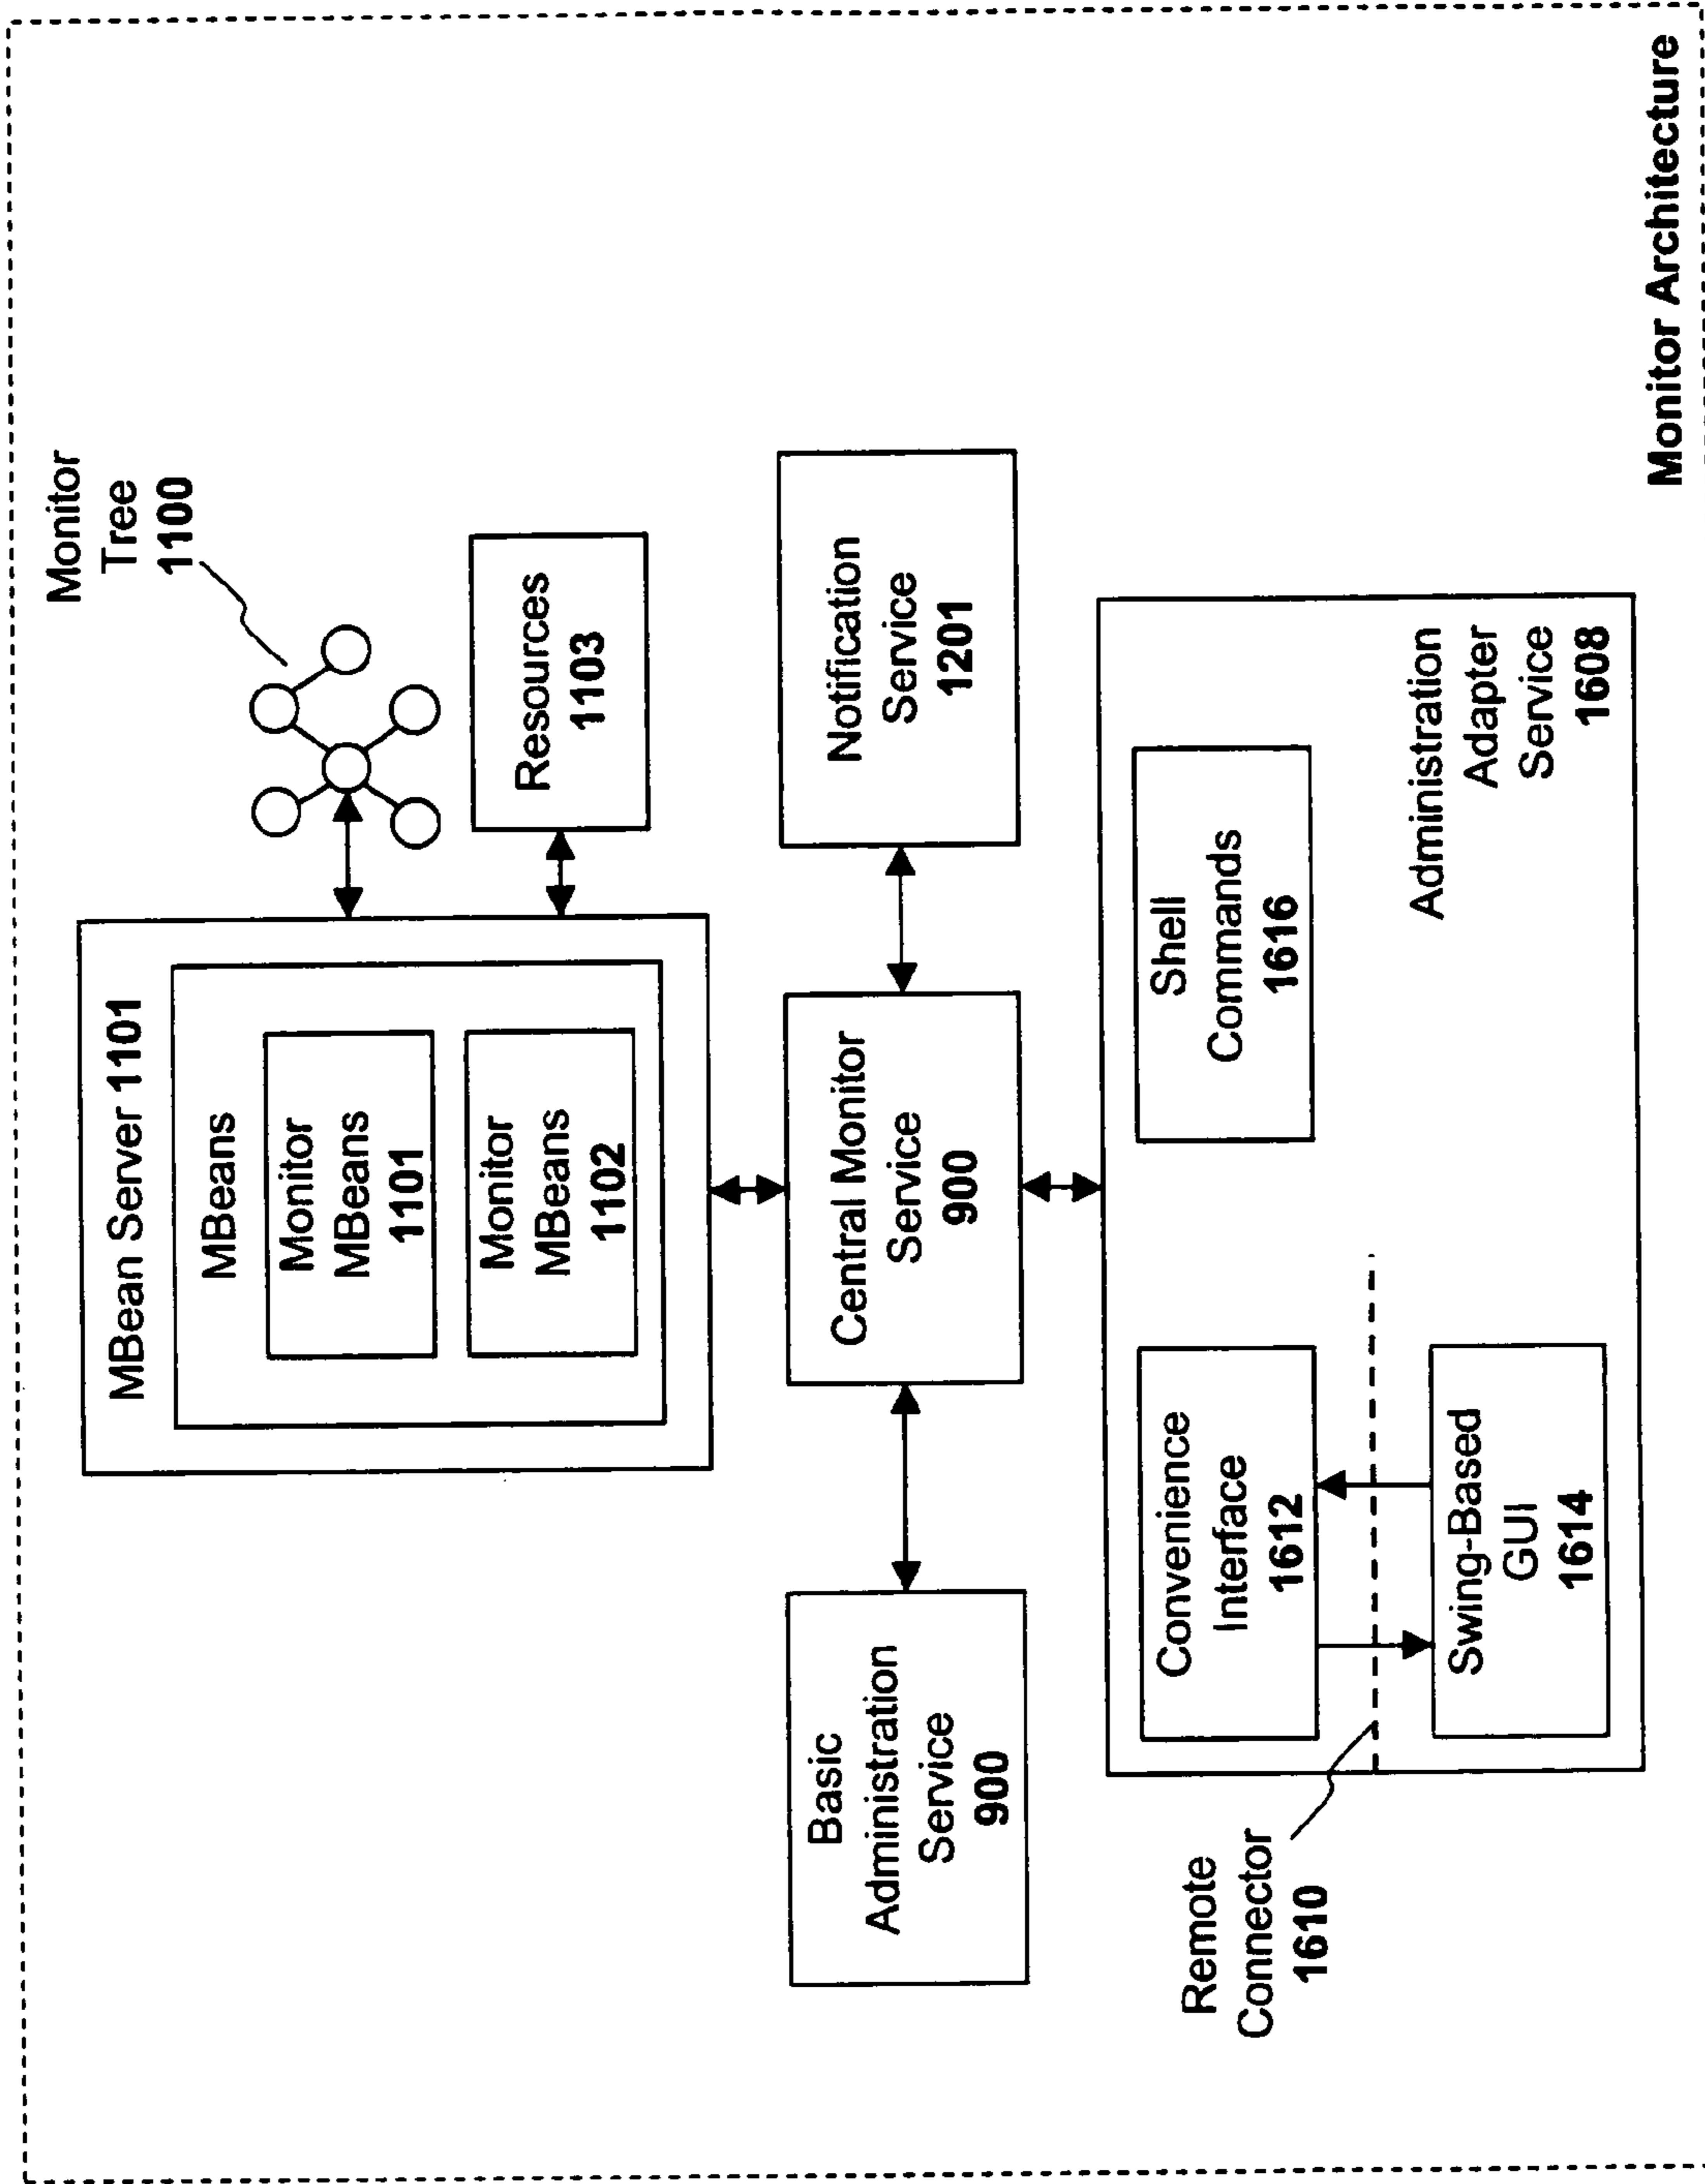 Monitor
Tree
1100
MBean Server 1101
MBeans
Monitor
MBeans
1101
Monitor
MBeans
1102
Resources
1103
Basic
Administration
Service
900
Central Monitor
Service
900
Notification
Service
1201
Remote
Connector
1610
Convenience
Interface
1612
Swing-Based
GUI
1614
Shell
Commands
1616
Administration
Adapter
Service
1608
Monitor Architecture